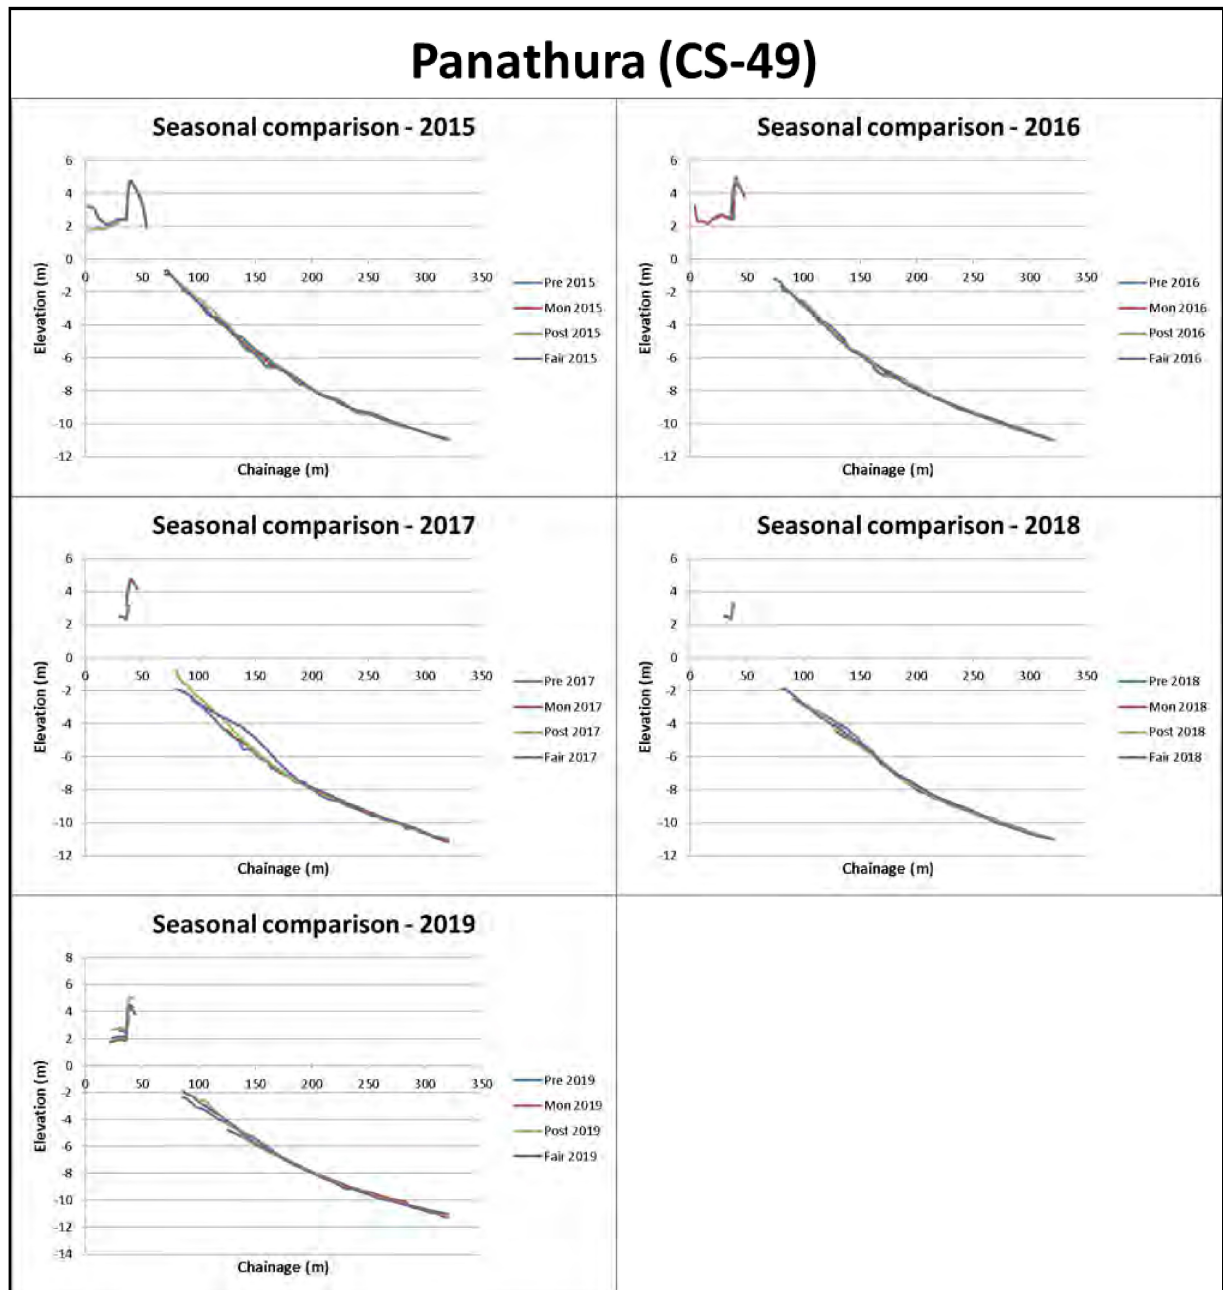 Panathura (CS-49)
Seasonal comparison - 2015
6
4
2
0
-2
-4
-6
-8
-10
-12
0 50 100 150 200 250 300 350
Elevation (m)
Chainage (m)
Pre 2015
Mon 2015
Post 2015
Fair 2015
Seasonal comparison - 2016
6
4
2
0
-2
-4
-6
-8
-10
-12
0 50 100 150 200 250 300 350
Elevation (m)
Chainage (m)
Pre 2016
Mon 2016
Post 2016
Fair 2016
Seasonal comparison - 2017
6
4
2
0
-2
-4
-6
-8
-10
-12
0 50 100 150 200 250 300 350
Elevation (m)
Chainage (m)
Pre 2017
Mon 2017
Post 2017
Fair 2017
Seasonal comparison - 2018
6
4
2
0
-2
-4
-6
-8
-10
-12
0 50 100 150 200 250 300 350
Elevation (m)
Chainage (m)
Pre 2018
Mon 2018
Post 2018
Fair 2018
Seasonal comparison - 2019
8
6
4
2
0
-2
-4
-6
-8
-10
-12
-14
0 50 100 150 200 250 300 350
Elevation (m)
Chainage (m)
Pre 2019
Mon 2019
Post 2019
Fair 2019